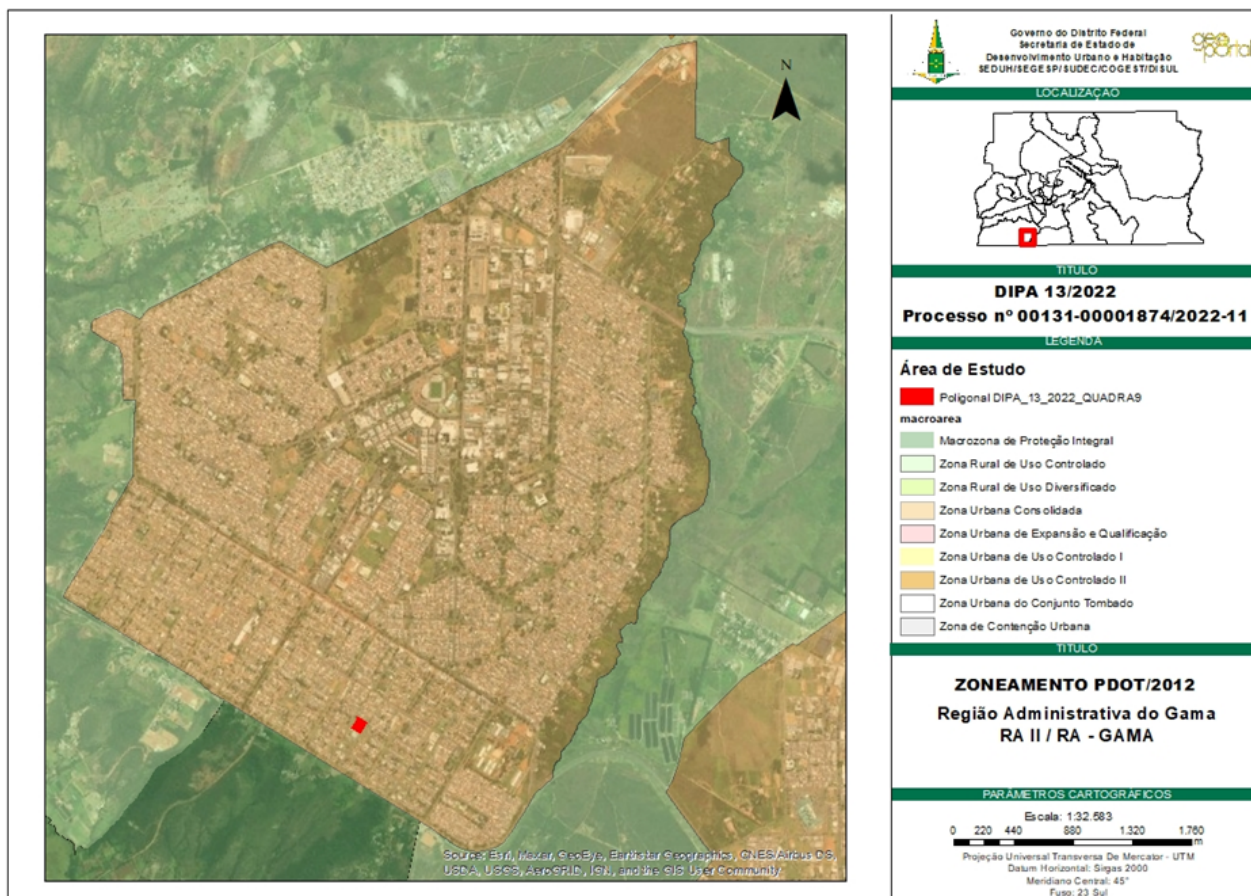 N
Source: Esri, Maxar, GeoEye, Earthstar Geographics, CNES/Airbus DS,
USDA, USGS, AeroGRID, IGN, and the GIS User Community
Governo do Distrito Federal
Secretaria de Estado de
Desenvolvimento Urbano e Habitação
SEDUH/SEGESP/SUDEC/COGEST/DISUL
geo
portal
LOCALIZAÇÃO
TITULO
DIPA 13/2022
Processo nº 00131-00001874/2022-11
LEGENDA
Área de Estudo
Poligonal DIPA_13_2022_QUADRA9
macroarea
Macrozona de Proteção Integral
Zona Rural de Uso Controlado
Zona Rural de Uso Diversificado
Zona Urbana Consolidada
Zona Urbana de Expansão e Qualificação
Zona Urbana de Uso Controlado I
Zona Urbana de Uso Controlado II
Zona Urbana do Conjunto Tombado
Zona de Contenção Urbana
TITULO
ZONEAMENTO PDOT/2012
Região Administrativa do Gama
RA II / RA - GAMA
PARÂMETROS CARTOGRÁFICOS
Escala: 1:32.583
0 220 440 880 1.320 1.760
m
Projeção Universal Transversa De Mercator - UTM
Datum Horizontal: Sirgas 2000
Meridiano Central: 45°
Fuso: 23 Sul